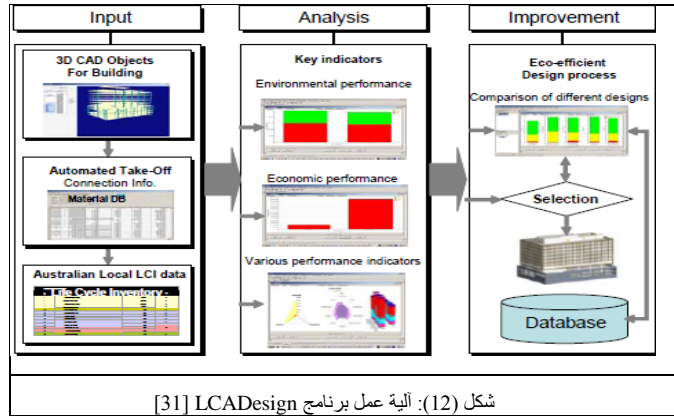 Input
3D CAD Objects
For Building
Automated Take-Off
Connection Info.
Material DB
Australian Local LCI data
Life Cycle Inventory
Analysis
Key indicators
Environmental performance
Economic performance
Various performance indicators
Improvement
Eco-efficient
Design process
Comparison of different designs
Selection
Database
شكل (12): آلية عمل برنامج LCADesign [31]